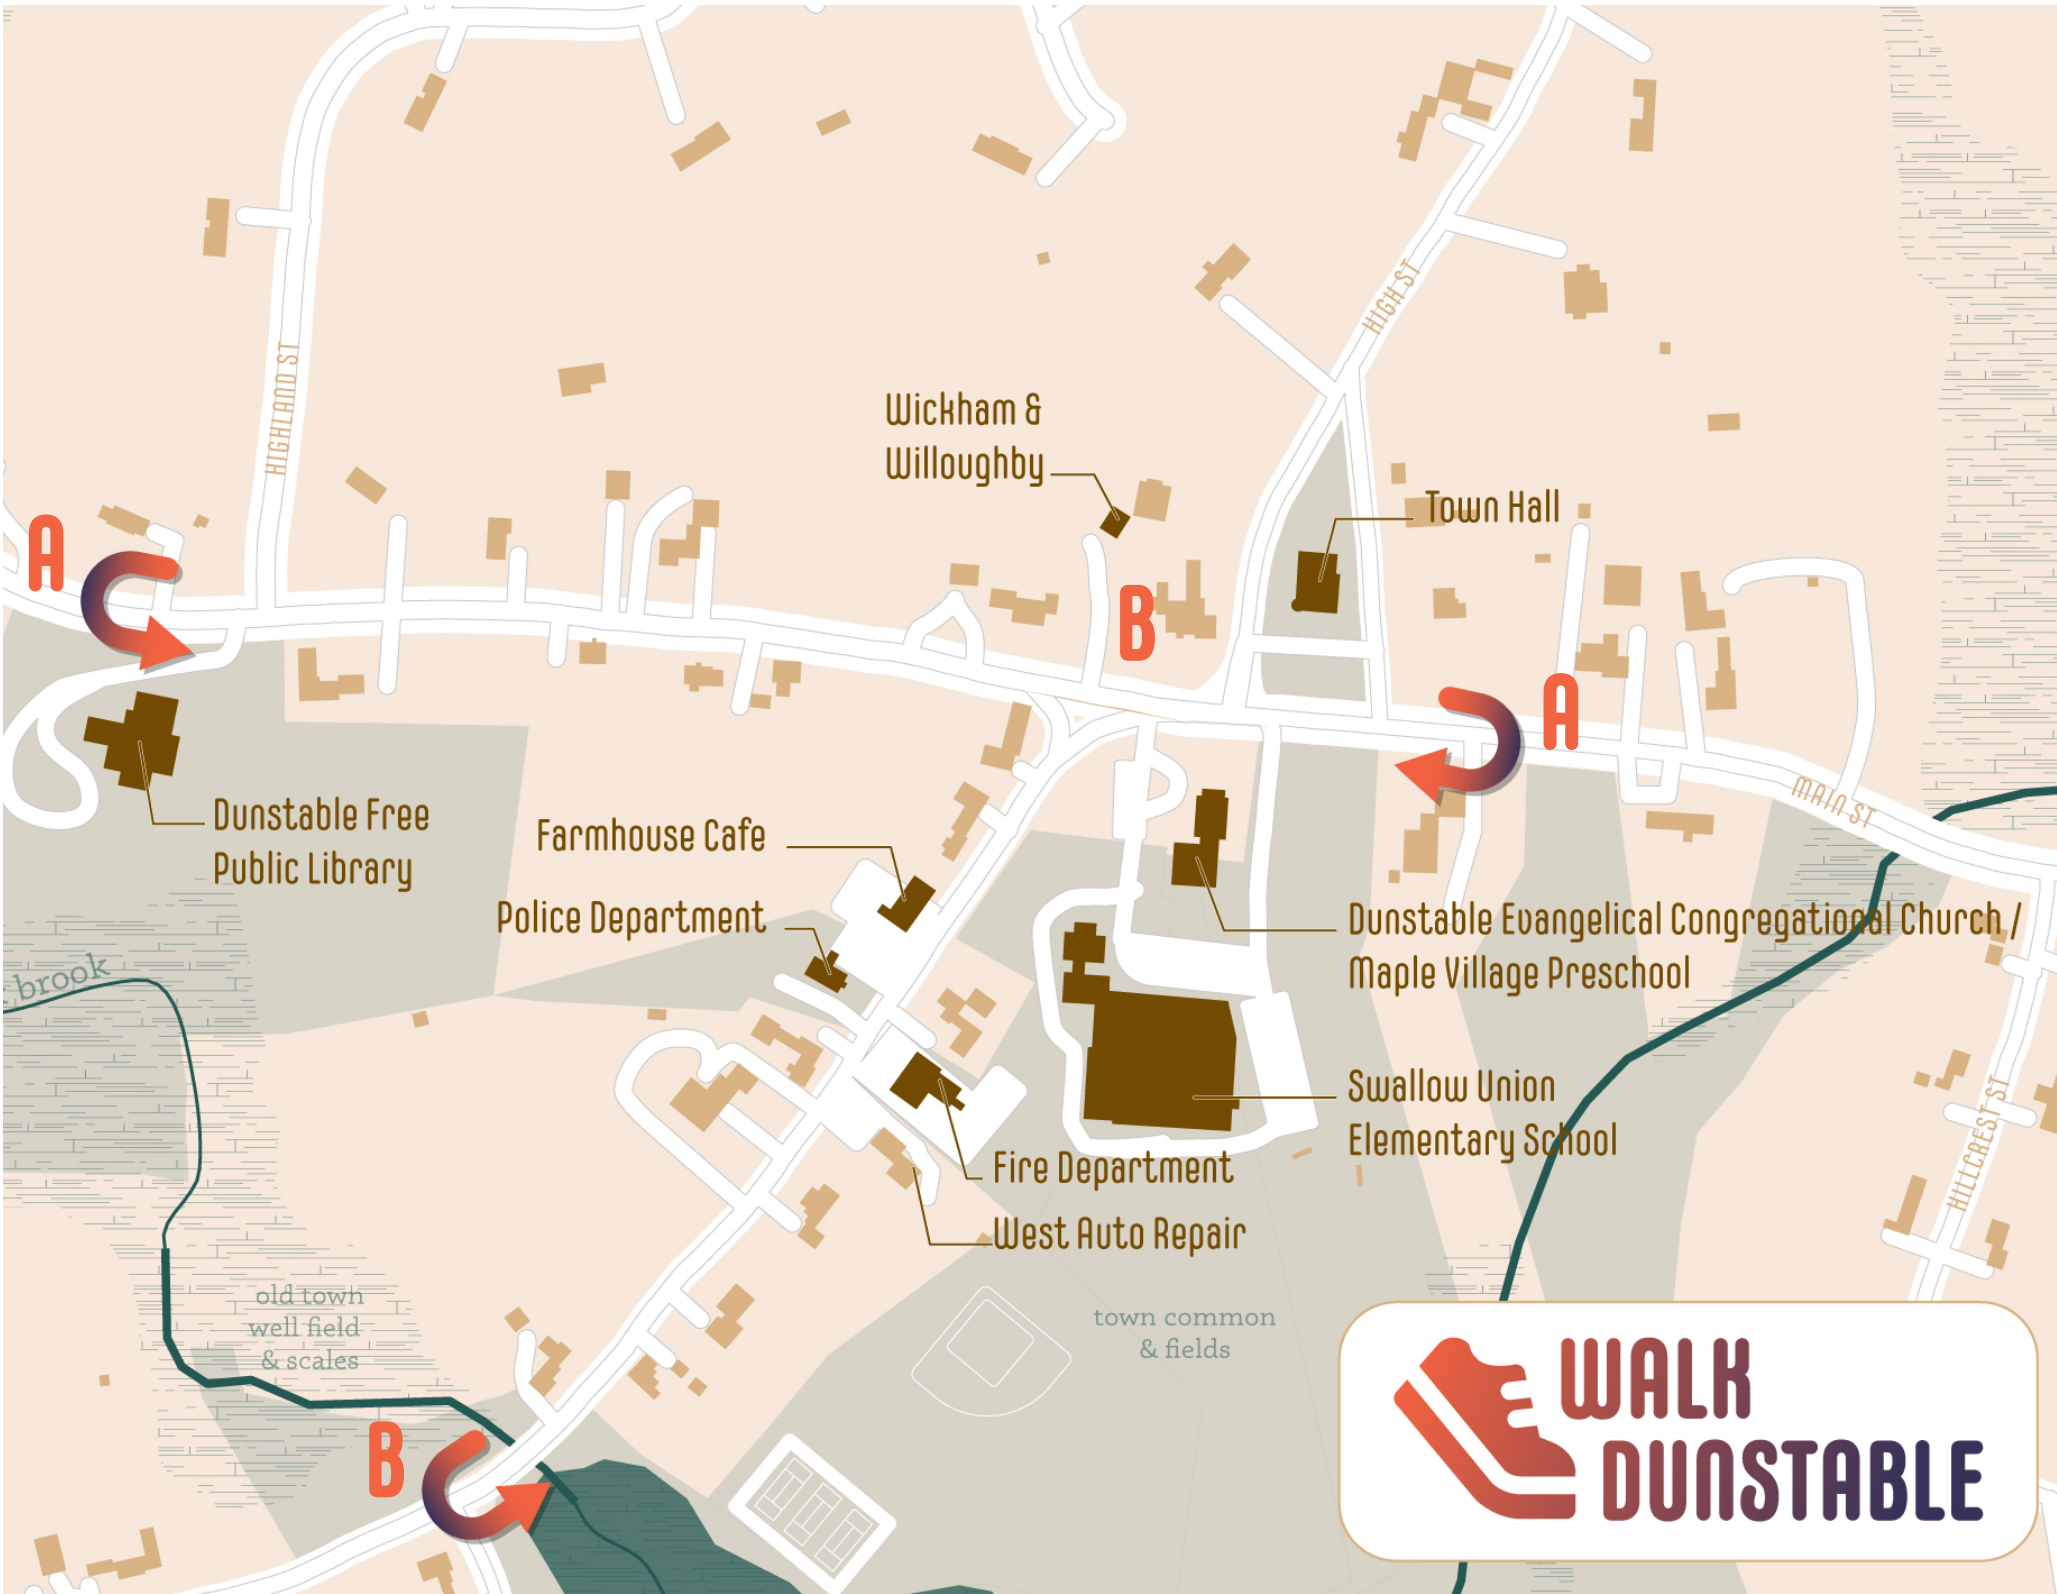 HIGH ST
HIGHLAND ST
Wickham &
Willoughby
Town Hall
A
B
A
MAIN ST
Dunstable Free
Public Library
Farmhouse Cafe
Police Department
Dunstable Evangelical Congregational Church /
Maple Village Preschool
brook
Swallow Union
Elementary School
HILLCREST ST
Fire Department
West Auto Repair
old town
well field
& scales
town common
& fields
B
WALK
DUNSTABLE